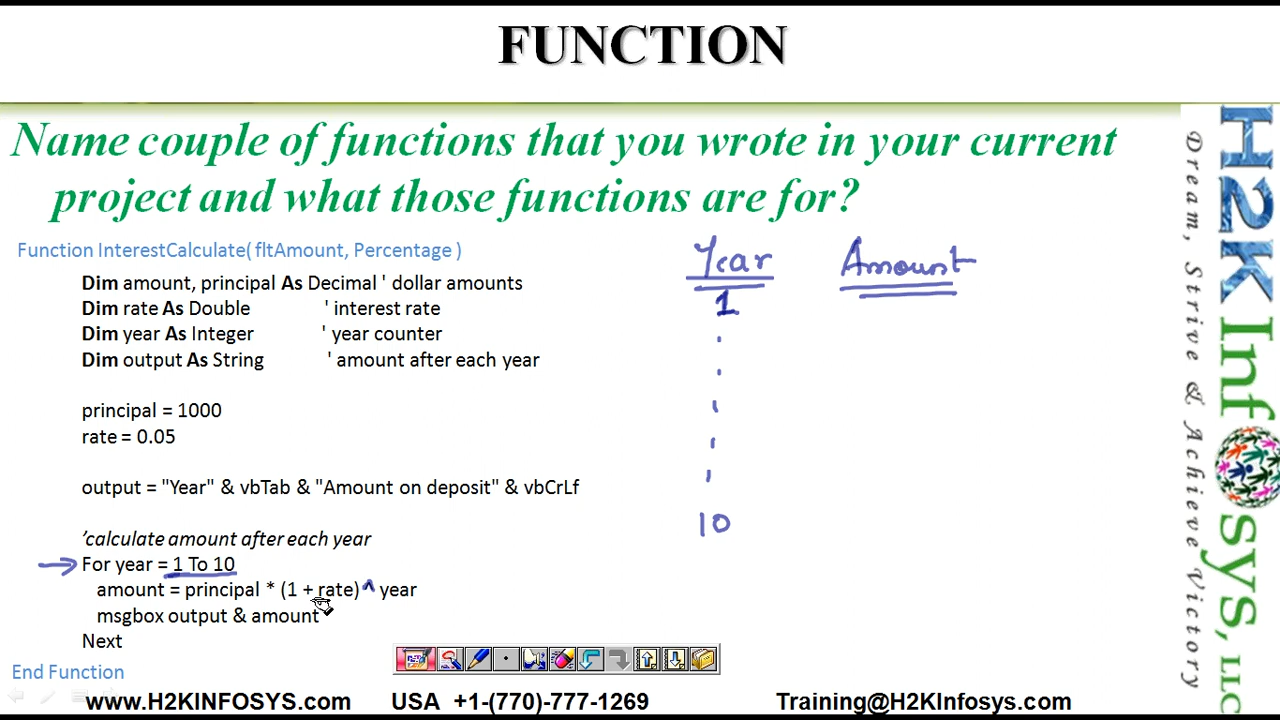 FUNCTION
Name couple of functions that you wrote in your current
project and what those functions are for?
Function InterestCalculate( fltAmount, Percentage )
Dim amount, principal As Decimal ' dollar amounts
Dim rate As Double ' interest rate
Dim year As Integer ' year counter
Dim output As String ' amount after each year
principal = 1000
rate = 0.05
output = "Year" & vbTab & "Amount on deposit" & vbCrLf
'calculate amount after each year
For year = 1 To 10
amount = principal * (1 + rate) ^ year
msgbox output & amount
Next
End Function
Year Amount
1
10
www.H2KINFOSYS.com USA +1-(770)-777-1269 Training@H2KInfosys.com
Dream, Strive & Achieve Victory
H2KInfosys, LLC